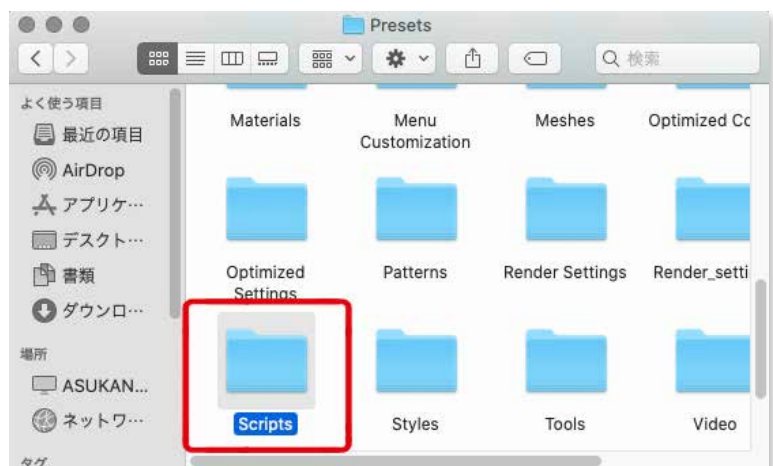 Presets
検索
よく使う項目
最近の項目
AirDrop
アプリケ…
デスクト…
書類
ダウンロ…
場所
ASUKAN...
ネットワ…
タグ
Materials
Menu
Customization
Meshes
Optimized Co
Optimized
Settings
Patterns
Render Settings
Render_setti
Scripts
Styles
Tools
Video